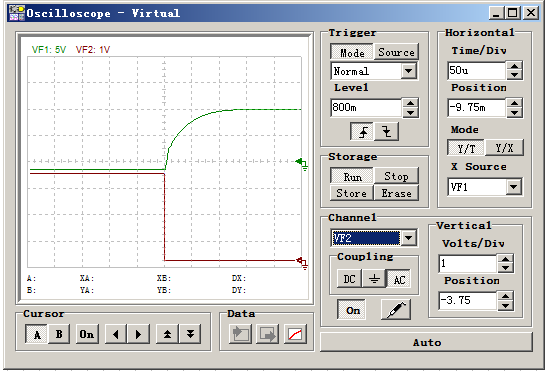 Oscilloscope - Virtual
VF1: 5V VF2: 1V
A: XA: XB: DX:
B: YA: YB: DY:
Cursor
A B On
Data
Trigger
Mode Source
Normal
Level
800m
Storage
Run Stop
Store Erase
Horizontal
Time/Div
50u
Position
-9.75m
Mode
Y/T Y/X
X Source
VF1
Channel
VF2
Coupling
DC AC
On
Vertical
Volts/Div
1
Position
-3.75
Auto